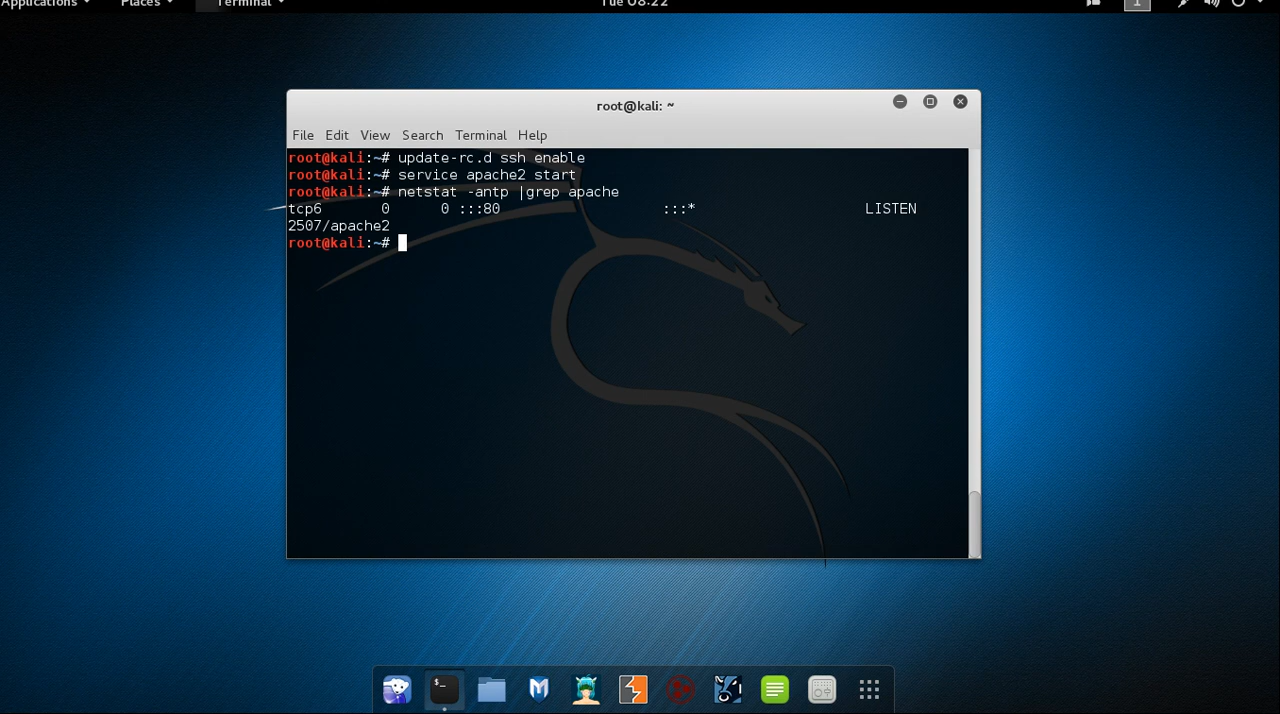 Applications Places Terminal Tue 08:22 1
root@kali: ~
File Edit View Search Terminal Help
root@kali:~# update-rc.d ssh enable
root@kali:~# service apache2 start
root@kali:~# netstat -antp |grep apache
tcp6       0      0 :::80                   :::*                    LISTEN
2507/apache2
root@kali:~#
$_